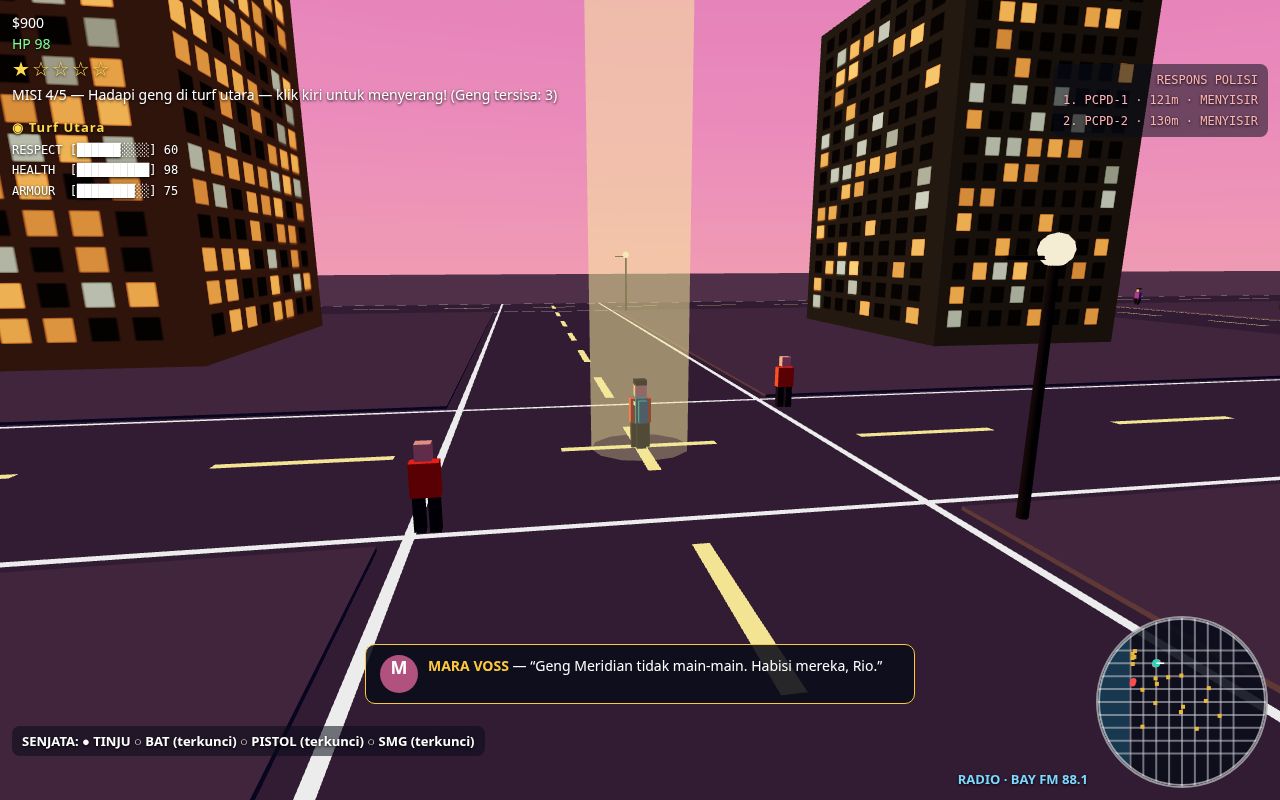 $900
HP 98
★☆☆☆☆
MISI 4/5 — Hadapi geng di turf utara — klik kiri untuk menyerang! (Geng tersisa: 3)
◉ Turf Utara
RESPECT [██████░░░░] 60
HEALTH [██████████] 98
ARMOUR [████████░░] 75
RESPONS POLISI
1. PCPD-1 · 121m · MENYISIR
2. PCPD-2 · 130m · MENYISIR
M
MARA VOSS — “Geng Meridian tidak main-main. Habisi mereka, Rio.”
SENJATA: ● TINJU ○ BAT (terkunci) ○ PISTOL (terkunci) ○ SMG (terkunci)
RADIO · BAY FM 88.1